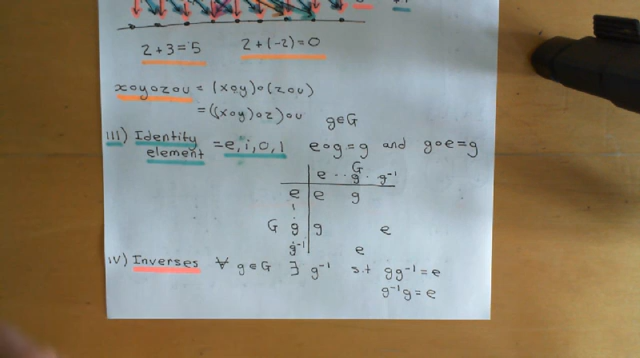 2 + 3 = 5    2 + (-2) = 0
x∘y∘z∘u = (x∘y)∘(z∘u)
= ((x∘y)∘z)∘u
g∈G
iii) Identity element = e, i, 0, 1    e∘g = g and g∘e = g
G
e ·· g · g⁻¹
e e g
G g g e
g⁻¹ e
iv) Inverses ∀ g∈G ∃ g⁻¹ s.t gg⁻¹ = e
g⁻¹g = e